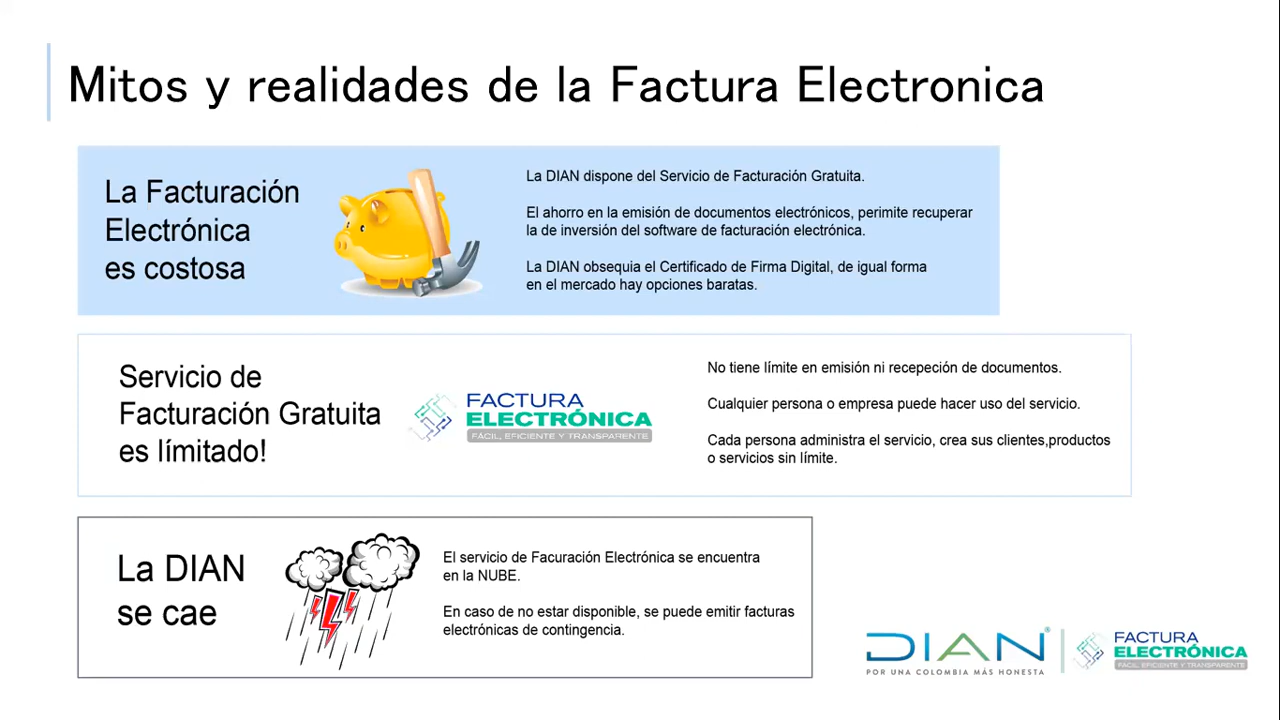 Mitos y realidades de la Factura Electronica
La Facturación
Electrónica
es costosa
La DIAN dispone del Servicio de Facturación Gratuita.
El ahorro en la emisión de documentos electrónicos, perimite recuperar
la de inversión del software de facturación electrónica.
La DIAN obsequia el Certificado de Firma Digital, de igual forma
en el mercado hay opciones baratas.
Servicio de
Facturación Gratuita
es límitado!
FACTURA
ELECTRÓNICA
FÁCIL, EFICIENTE Y TRANSPARENTE
No tiene límite en emisión ni recepeción de documentos.
Cualquier persona o empresa puede hacer uso del servicio.
Cada persona administra el servicio, crea sus clientes,productos
o servicios sin límite.
La DIAN
se cae
El servicio de Facuración Electrónica se encuentra
en la NUBE.
En caso de no estar disponible, se puede emitir facturas
electrónicas de contingencia.
DIAN®
POR UNA COLOMBIA MÁS HONESTA
FACTURA
ELECTRÓNICA
FÁCIL, EFICIENTE Y TRANSPARENTE